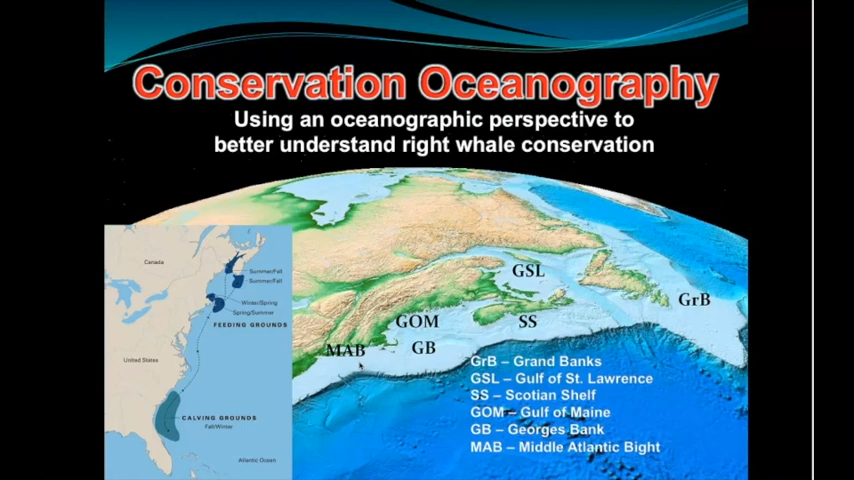 Conservation Oceanography
Using an oceanographic perspective to
better understand right whale conservation
Canada
Summer/Fall
Summer/Fall
Winter/Spring
Spring/Summer
FEEDING GROUNDS
United States
CALVING GROUNDS
Fall/Winter
Atlantic Ocean
GSL
GrB
GOM
SS
MAB
GB
GrB – Grand Banks
GSL – Gulf of St. Lawrence
SS – Scotian Shelf
GOM – Gulf of Maine
GB – Georges Bank
MAB – Middle Atlantic Bight